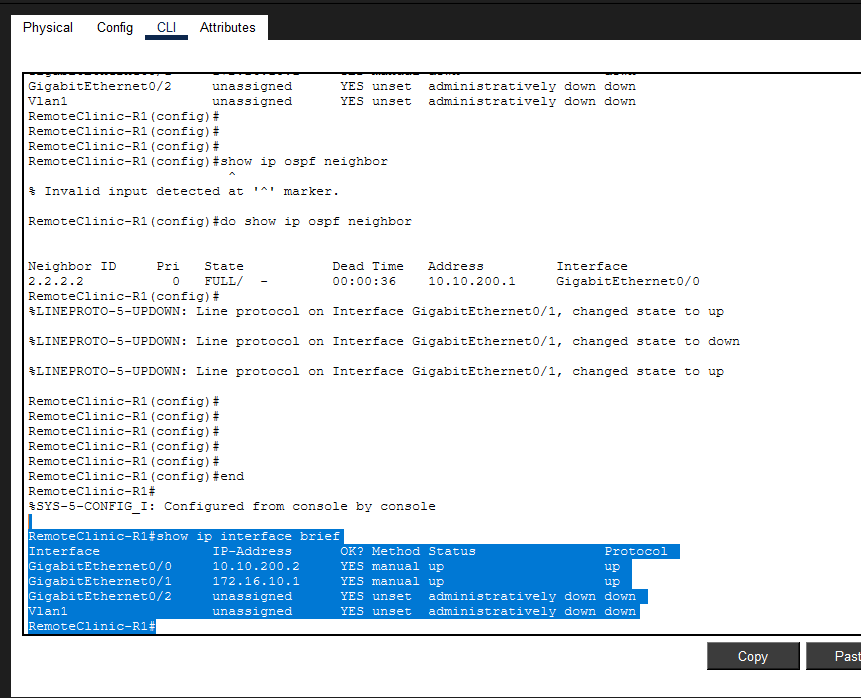 Physical Config CLI Attributes
GigabitEthernet0/2 unassigned YES unset administratively down down
Vlan1 unassigned YES unset administratively down down
RemoteClinic-R1(config)#
RemoteClinic-R1(config)#
RemoteClinic-R1(config)#
RemoteClinic-R1(config)#show ip ospf neighbor
^
% Invalid input detected at '^' marker.
RemoteClinic-R1(config)#do show ip ospf neighbor
Neighbor ID Pri State Dead Time Address Interface
2.2.2.2 0 FULL/ - 00:00:36 10.10.200.1 GigabitEthernet0/0
RemoteClinic-R1(config)#
%LINEPROTO-5-UPDOWN: Line protocol on Interface GigabitEthernet0/1, changed state to up
%LINEPROTO-5-UPDOWN: Line protocol on Interface GigabitEthernet0/1, changed state to down
%LINEPROTO-5-UPDOWN: Line protocol on Interface GigabitEthernet0/1, changed state to up
RemoteClinic-R1(config)#
RemoteClinic-R1(config)#
RemoteClinic-R1(config)#
RemoteClinic-R1(config)#
RemoteClinic-R1(config)#
RemoteClinic-R1(config)#end
RemoteClinic-R1#
%SYS-5-CONFIG_I: Configured from console by console
RemoteClinic-R1#show ip interface brief
Interface IP-Address OK? Method Status Protocol
GigabitEthernet0/0 10.10.200.2 YES manual up up
GigabitEthernet0/1 172.16.10.1 YES manual up up
GigabitEthernet0/2 unassigned YES unset administratively down down
Vlan1 unassigned YES unset administratively down down
RemoteClinic-R1#
Copy Past